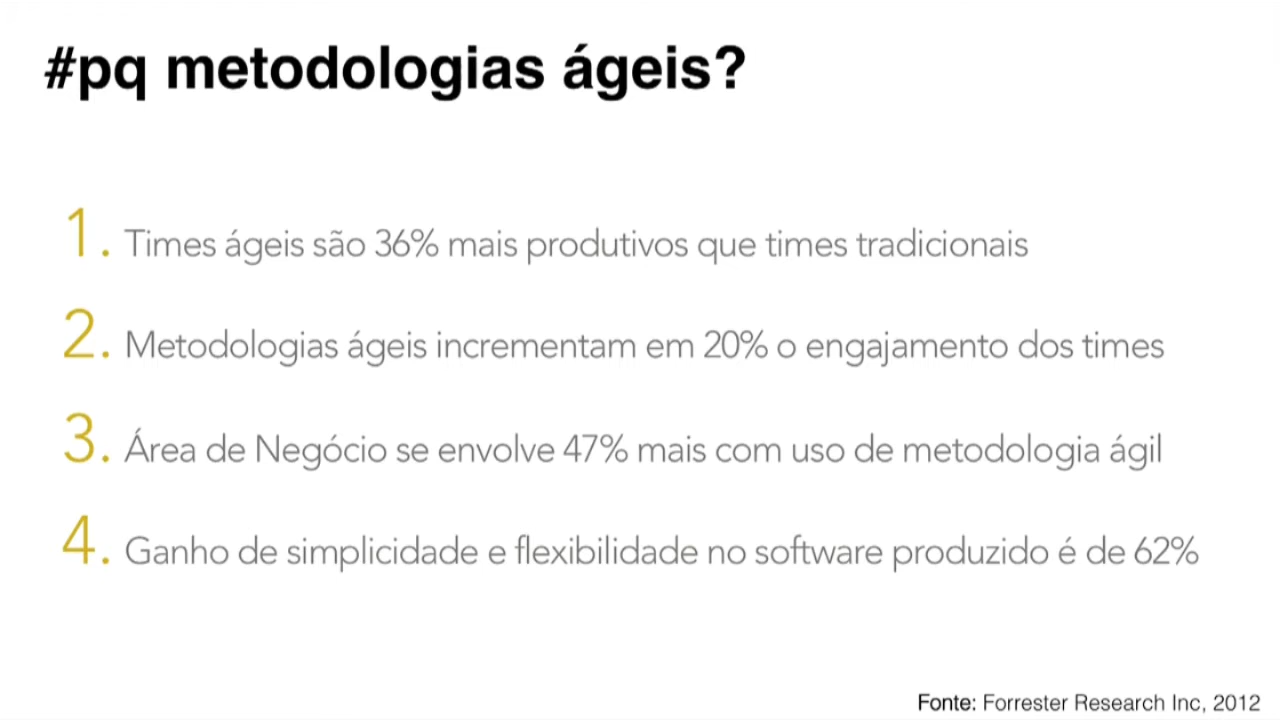 #pq metodologias ágeis?
1. Times ágeis são 36% mais produtivos que times tradicionais
2. Metodologias ágeis incrementam em 20% o engajamento dos times
3. Área de Negócio se envolve 47% mais com uso de metodologia ágil
4. Ganho de simplicidade e flexibilidade no software produzido é de 62%
Fonte: Forrester Research Inc, 2012